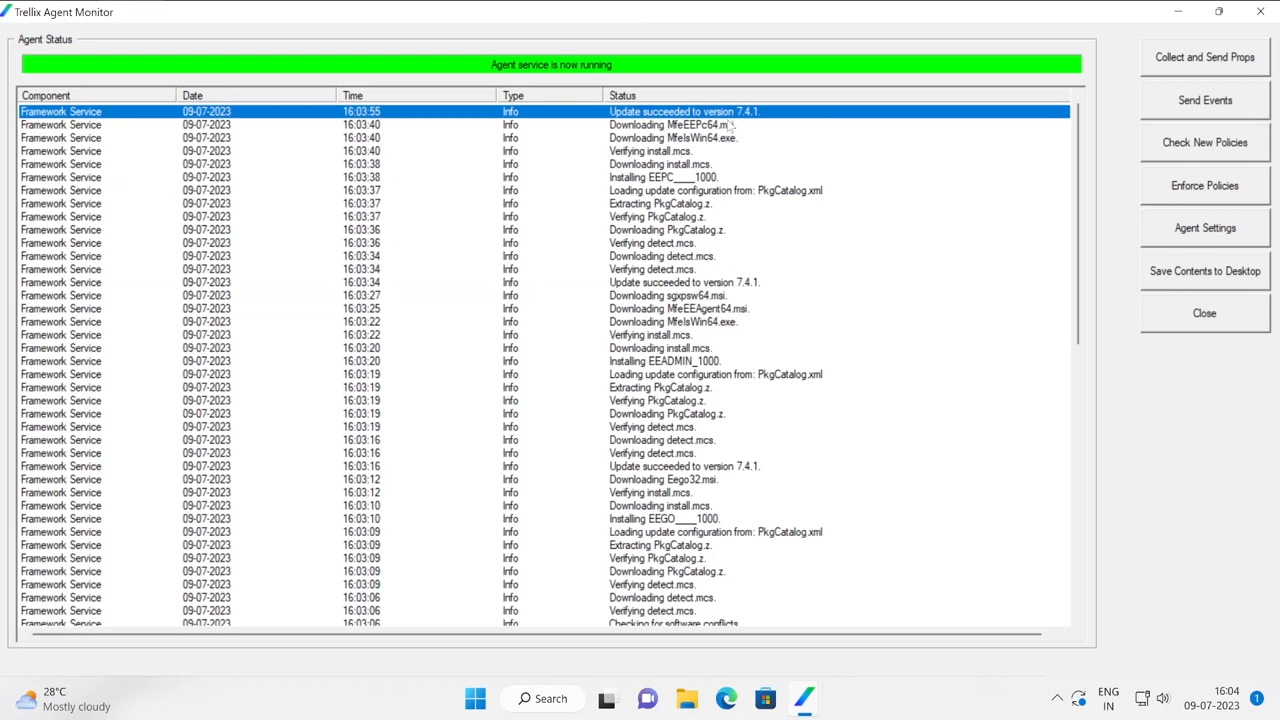 Trellix Agent Monitor
Agent Status
Agent service is now running
Component Date Time Type Status
Framework Service 09-07-2023 16:03:55 Info Update succeeded to version 7.4.1.
Framework Service 09-07-2023 16:03:40 Info Downloading MfeEEPc64.msi.
Framework Service 09-07-2023 16:03:40 Info Downloading MfeIsWin64.exe.
Framework Service 09-07-2023 16:03:40 Info Verifying install.mcs.
Framework Service 09-07-2023 16:03:38 Info Downloading install.mcs.
Framework Service 09-07-2023 16:03:38 Info Installing EEPC____1000.
Framework Service 09-07-2023 16:03:37 Info Loading update configuration from: PkgCatalog.xml
Framework Service 09-07-2023 16:03:37 Info Extracting PkgCatalog.z.
Framework Service 09-07-2023 16:03:37 Info Verifying PkgCatalog.z.
Framework Service 09-07-2023 16:03:36 Info Downloading PkgCatalog.z.
Framework Service 09-07-2023 16:03:36 Info Verifying detect.mcs.
Framework Service 09-07-2023 16:03:34 Info Downloading detect.mcs.
Framework Service 09-07-2023 16:03:34 Info Verifying detect.mcs.
Framework Service 09-07-2023 16:03:34 Info Update succeeded to version 7.4.1.
Framework Service 09-07-2023 16:03:27 Info Downloading sgxpsw64.msi.
Framework Service 09-07-2023 16:03:25 Info Downloading MfeEEAgent64.msi.
Framework Service 09-07-2023 16:03:22 Info Downloading MfeIsWin64.exe.
Framework Service 09-07-2023 16:03:22 Info Verifying install.mcs.
Framework Service 09-07-2023 16:03:20 Info Downloading install.mcs.
Framework Service 09-07-2023 16:03:20 Info Installing EEADMIN_1000.
Framework Service 09-07-2023 16:03:19 Info Loading update configuration from: PkgCatalog.xml
Framework Service 09-07-2023 16:03:19 Info Extracting PkgCatalog.z.
Framework Service 09-07-2023 16:03:19 Info Verifying PkgCatalog.z.
Framework Service 09-07-2023 16:03:19 Info Downloading PkgCatalog.z.
Framework Service 09-07-2023 16:03:19 Info Verifying detect.mcs.
Framework Service 09-07-2023 16:03:16 Info Downloading detect.mcs.
Framework Service 09-07-2023 16:03:16 Info Verifying detect.mcs.
Framework Service 09-07-2023 16:03:16 Info Update succeeded to version 7.4.1.
Framework Service 09-07-2023 16:03:12 Info Downloading Eego32.msi.
Framework Service 09-07-2023 16:03:12 Info Verifying install.mcs.
Framework Service 09-07-2023 16:03:10 Info Downloading install.mcs.
Framework Service 09-07-2023 16:03:10 Info Installing EEGO____1000.
Framework Service 09-07-2023 16:03:09 Info Loading update configuration from: PkgCatalog.xml
Framework Service 09-07-2023 16:03:09 Info Extracting PkgCatalog.z.
Framework Service 09-07-2023 16:03:09 Info Verifying PkgCatalog.z.
Framework Service 09-07-2023 16:03:09 Info Downloading PkgCatalog.z.
Framework Service 09-07-2023 16:03:09 Info Verifying detect.mcs.
Framework Service 09-07-2023 16:03:06 Info Downloading detect.mcs.
Framework Service 09-07-2023 16:03:06 Info Verifying detect.mcs.
Framework Service 09-07-2023 16:03:06 Info Checking for software conflicts
Collect and Send Props
Send Events
Check New Policies
Enforce Policies
Agent Settings
Save Contents to Desktop
Close
28°C
Mostly cloudy
Search
ENG
IN
16:04
09-07-2023
1